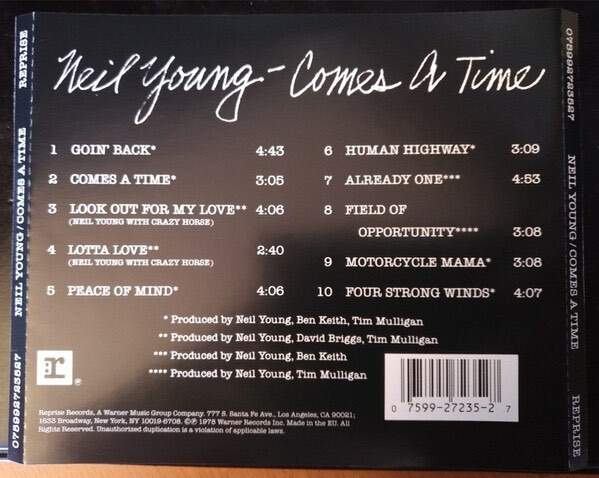 Neil Young - Comes A Time
1 GOIN' BACK* 4:43
2 COMES A TIME* 3:05
3 LOOK OUT FOR MY LOVE** 4:06
(NEIL YOUNG WITH CRAZY HORSE)
4 LOTTA LOVE** 2:40
(NEIL YOUNG WITH CRAZY HORSE)
5 PEACE OF MIND* 4:06
6 HUMAN HIGHWAY* 3:09
7 ALREADY ONE*** 4:53
8 FIELD OF
OPPORTUNITY**** 3:08
9 MOTORCYCLE MAMA* 3:08
10 FOUR STRONG WINDS* 4:07
* Produced by Neil Young, Ben Keith, Tim Mulligan
** Produced by Neil Young, David Briggs, Tim Mulligan
*** Produced by Neil Young, Ben Keith
**** Produced by Neil Young, Tim Mulligan
r ®
Reprise Records, A Warner Music Group Company. 777 S. Santa Fe Ave., Los Angeles, CA 90021;
1633 Broadway, New York, NY 10019-6708. ©℗ 1978 Warner Records Inc. Made in the EU. All
Rights Reserved. Unauthorized duplication is a violation of applicable laws.
0 7599-27235-2 7
075992723527 NEIL YOUNG/COMES A TIME REPRISE
075992723527 NEIL YOUNG/COMES A TIME REPRISE